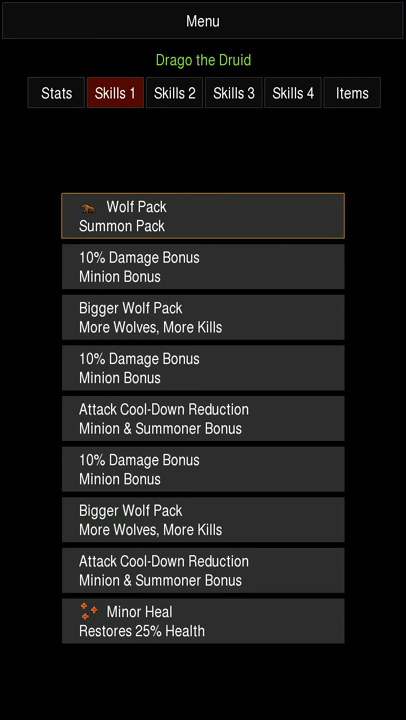 Menu
Drago the Druid
Stats
Skills 1
Skills 2
Skills 3
Skills 4
Items
Wolf Pack
Summon Pack
10% Damage Bonus
Minion Bonus
Bigger Wolf Pack
More Wolves, More Kills
10% Damage Bonus
Minion Bonus
Attack Cool-Down Reduction
Minion & Summoner Bonus
10% Damage Bonus
Minion Bonus
Bigger Wolf Pack
More Wolves, More Kills
Attack Cool-Down Reduction
Minion & Summoner Bonus
Minor Heal
Restores 25% Health